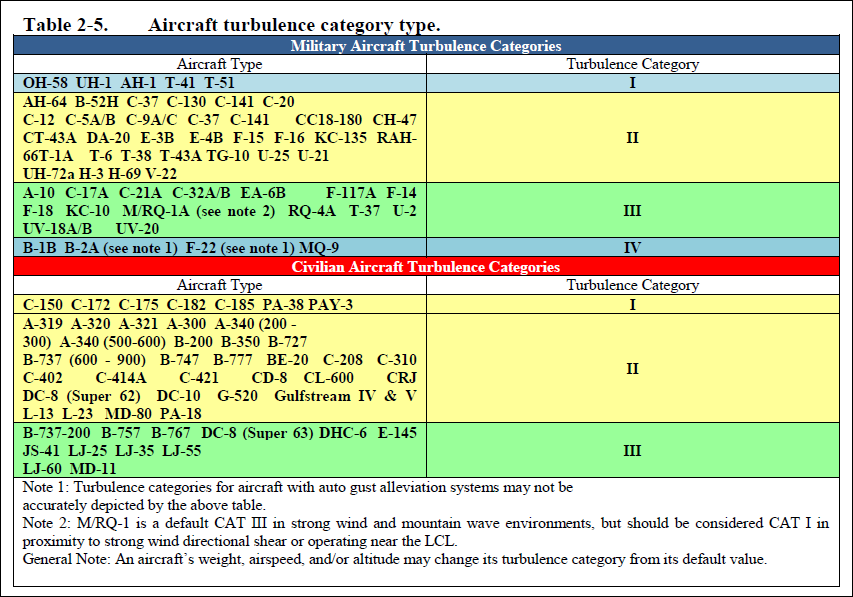 Table 2-5. Aircraft turbulence category type.
Military Aircraft Turbulence Categories
Aircraft Type Turbulence Category
OH-58 UH-1 AH-1 T-41 T-51 I
AH-64 B-52H C-37 C-130 C-141 C-20
C-12 C-5A/B C-9A/C C-37 C-141 CC18-180 CH-47
CT-43A DA-20 E-3B E-4B F-15 F-16 KC-135 RAH-
66T-1A T-6 T-38 T-43A TG-10 U-25 U-21
UH-72a H-3 H-69 V-22
II
A-10 C-17A C-21A C-32A/B EA-6B F-117A F-14
F-18 KC-10 M/RQ-1A (see note 2) RQ-4A T-37 U-2
UV-18A/B UV-20
III
B-1B B-2A (see note 1) F-22 (see note 1) MQ-9 IV
Civilian Aircraft Turbulence Categories
Aircraft Type Turbulence Category
C-150 C-172 C-175 C-182 C-185 PA-38 PAY-3 I
A-319 A-320 A-321 A-300 A-340 (200 -
300) A-340 (500-600) B-200 B-350 B-727
B-737 (600 - 900) B-747 B-777 BE-20 C-208 C-310
C-402 C-414A C-421 CD-8 CL-600 CRJ
DC-8 (Super 62) DC-10 G-520 Gulfstream IV & V
L-13 L-23 MD-80 PA-18
II
B-737-200 B-757 B-767 DC-8 (Super 63) DHC-6 E-145
JS-41 LJ-25 LJ-35 LJ-55
LJ-60 MD-11
III
Note 1: Turbulence categories for aircraft with auto gust alleviation systems may not be
accurately depicted by the above table.
Note 2: M/RQ-1 is a default CAT III in strong wind and mountain wave environments, but should be considered CAT I in
proximity to strong wind directional shear or operating near the LCL.
General Note: An aircraft's weight, airspeed, and/or altitude may change its turbulence category from its default value.